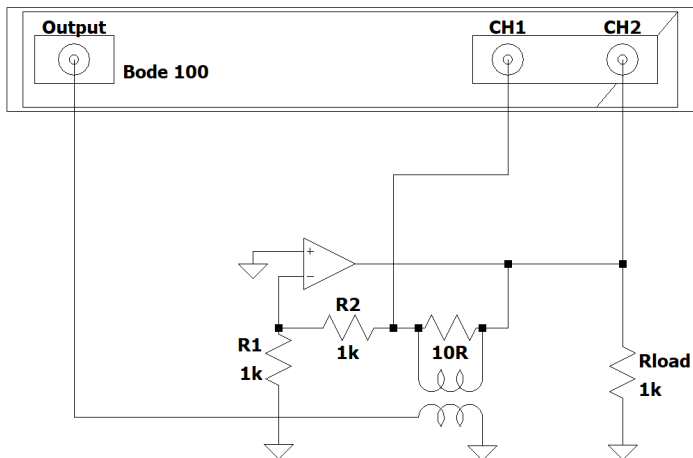 Output
CH1
CH2
Bode 100
+
−
R2
1k
R1
1k
10R
Rload
1k